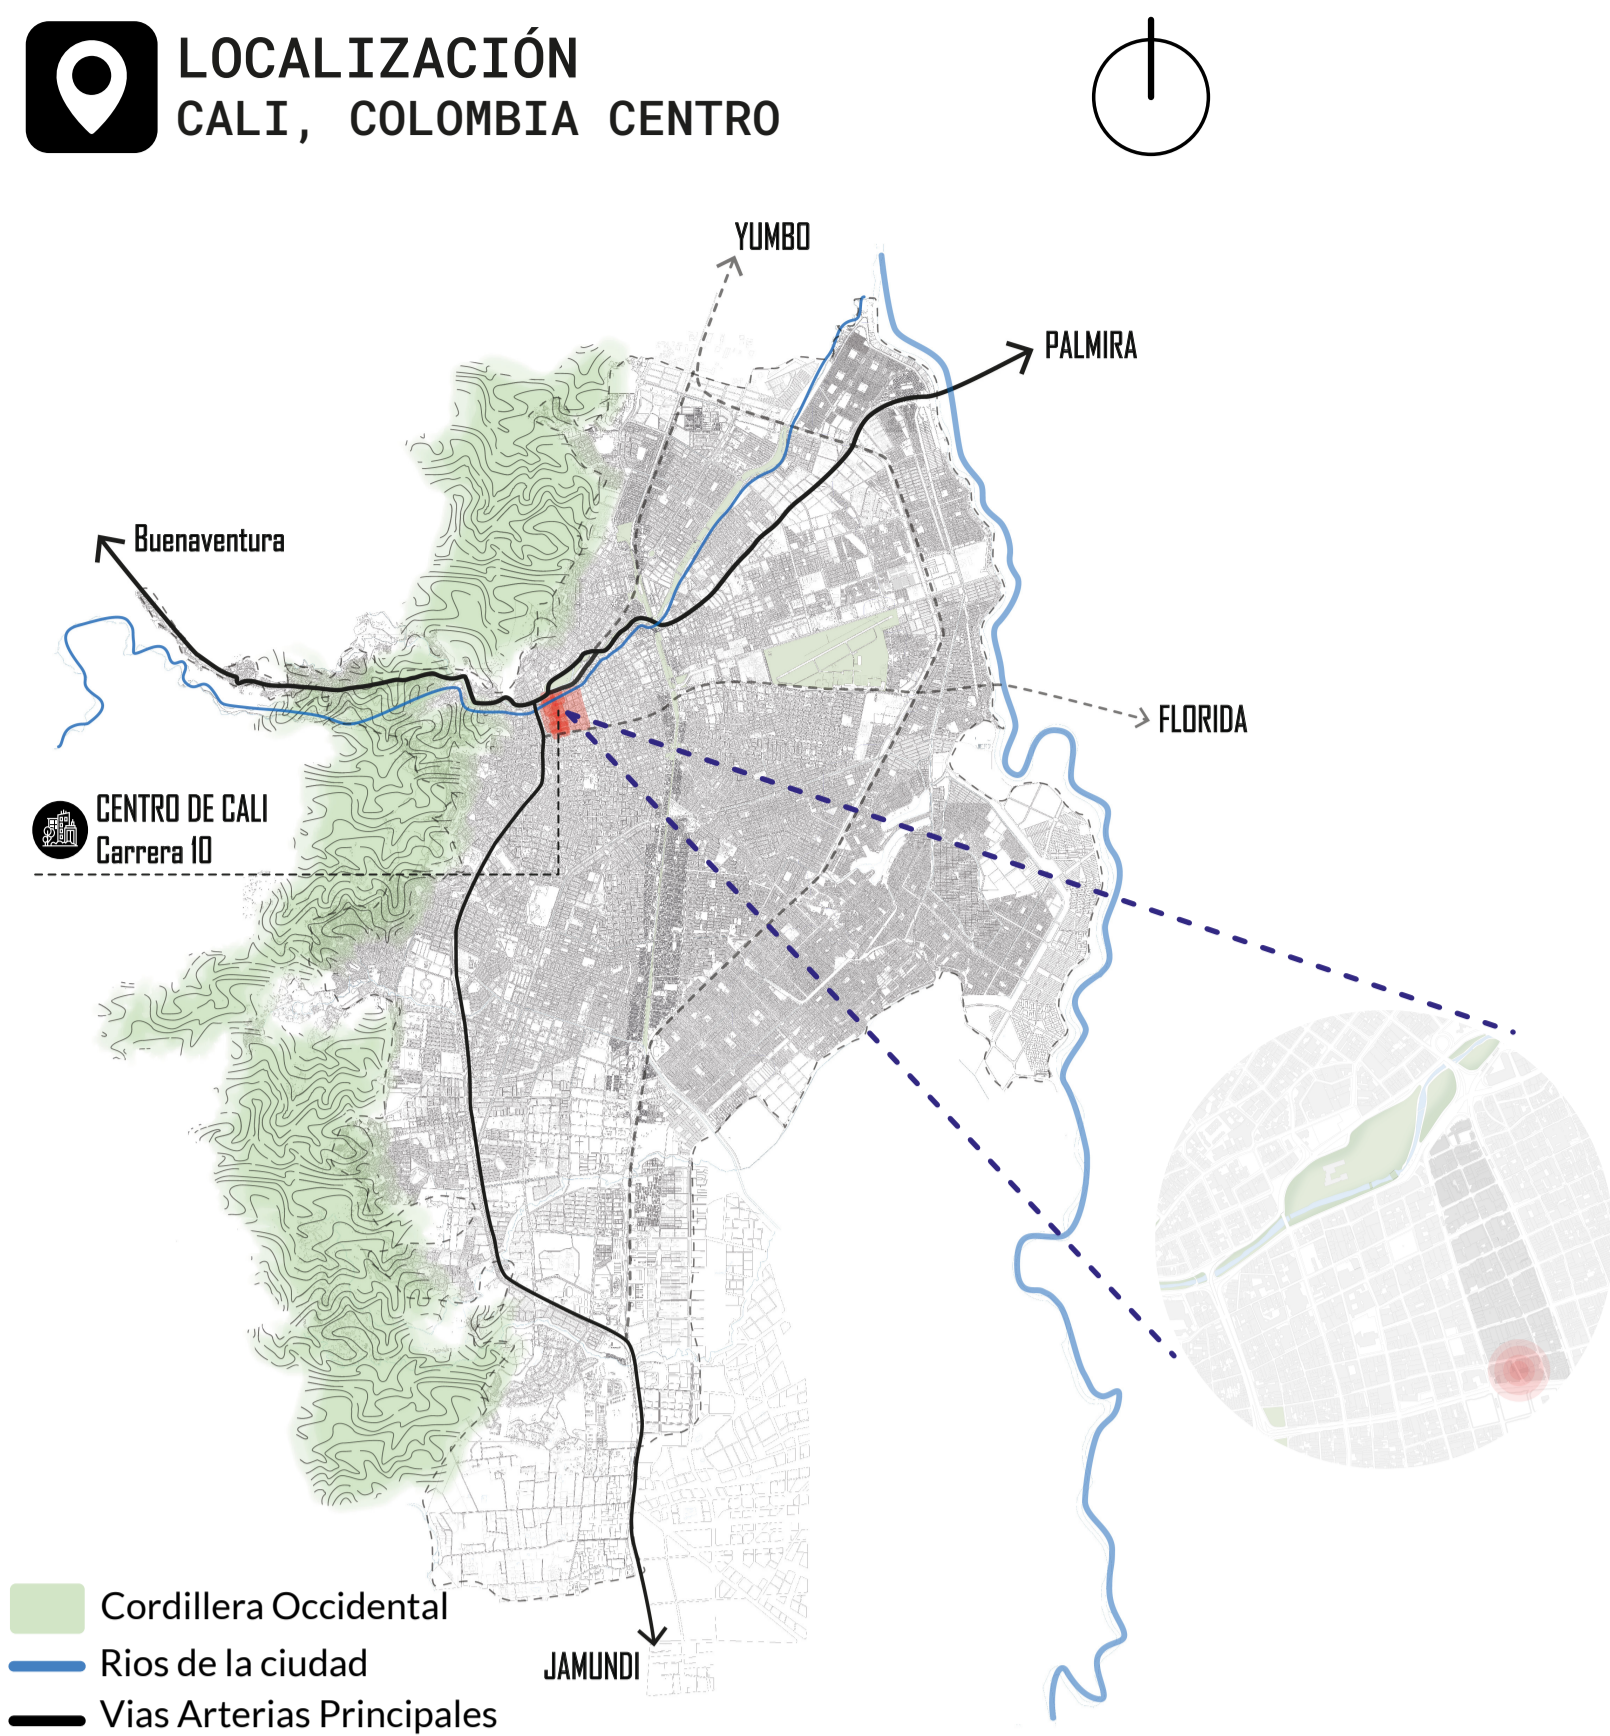 LOCALIZACIÓN
CALI, COLOMBIA CENTRO
YUMBO
PALMIRA
Buenaventura
FLORIDA
CENTRO DE CALI
Carrera 10
JAMUNDI
Cordillera Occidental
Rios de la ciudad
Vias Arterias Principales